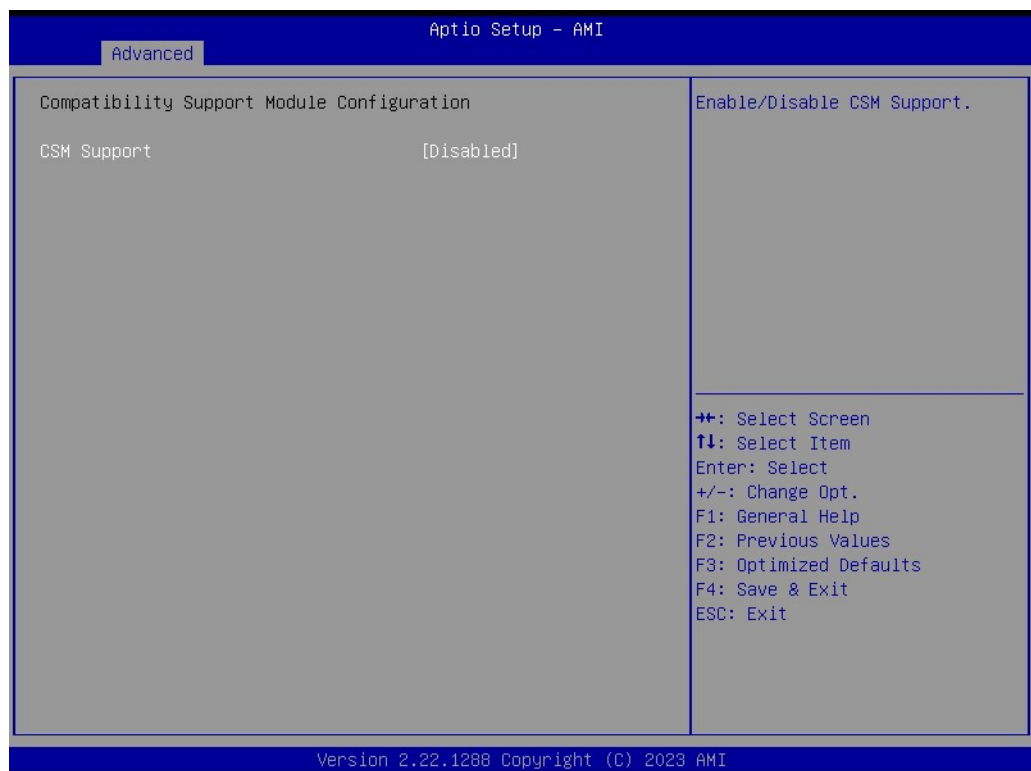 Aptio Setup - AMI
Advanced
Compatibility Support Module Configuration
CSM Support [Disabled]
Enable/Disable CSM Support.
→←: Select Screen
↑↓: Select Item
Enter: Select
+/-: Change Opt.
F1: General Help
F2: Previous Values
F3: Optimized Defaults
F4: Save & Exit
ESC: Exit
Version 2.22.1288 Copyright (C) 2023 AMI